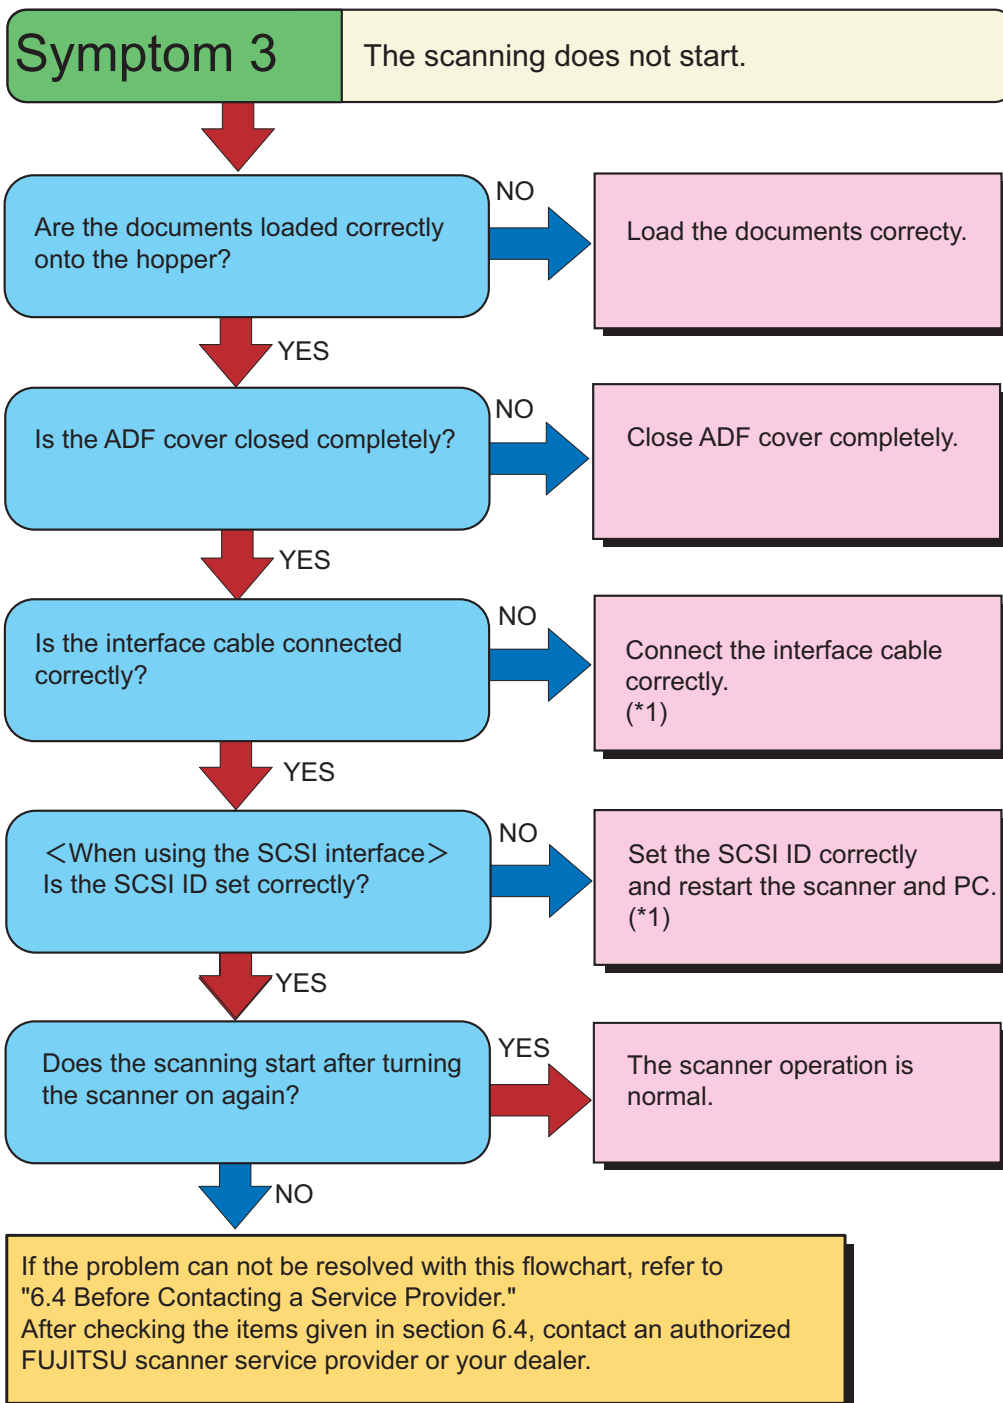 Symptom 3
The scanning does not start.
Are the documents loaded correctly
onto the hopper?
NO
Load the documents correcty.
YES
Is the ADF cover closed completely?
NO
Close ADF cover completely.
YES
Is the interface cable connected
correctly?
NO
Connect the interface cable
correctly.
(*1)
YES
<When using the SCSI interface>
Is the SCSI ID set correctly?
NO
Set the SCSI ID correctly
and restart the scanner and PC.
(*1)
YES
Does the scanning start after turning
the scanner on again?
YES
The scanner operation is
normal.
NO
If the problem can not be resolved with this flowchart, refer to
"6.4 Before Contacting a Service Provider."
After checking the items given in section 6.4, contact an authorized
FUJITSU scanner service provider or your dealer.